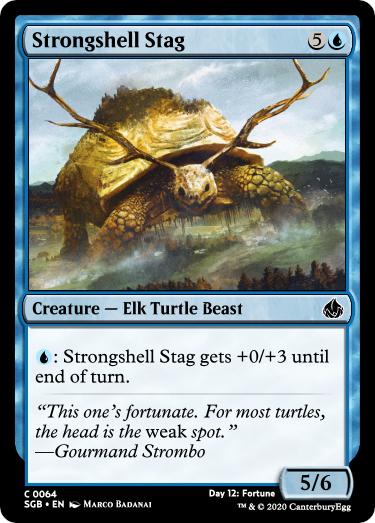 Strongshell Stag 5
Creature — Elk Turtle Beast
: Strongshell Stag gets +0/+3 until
end of turn.
“This one’s fortunate. For most turtles,
the head is the weak spot.”
—Gourmand Strombo
5/6
C 0064
SGB • EN Marco Badanai
Day 12: Fortune
™ & © 2020 CanterburyEgg